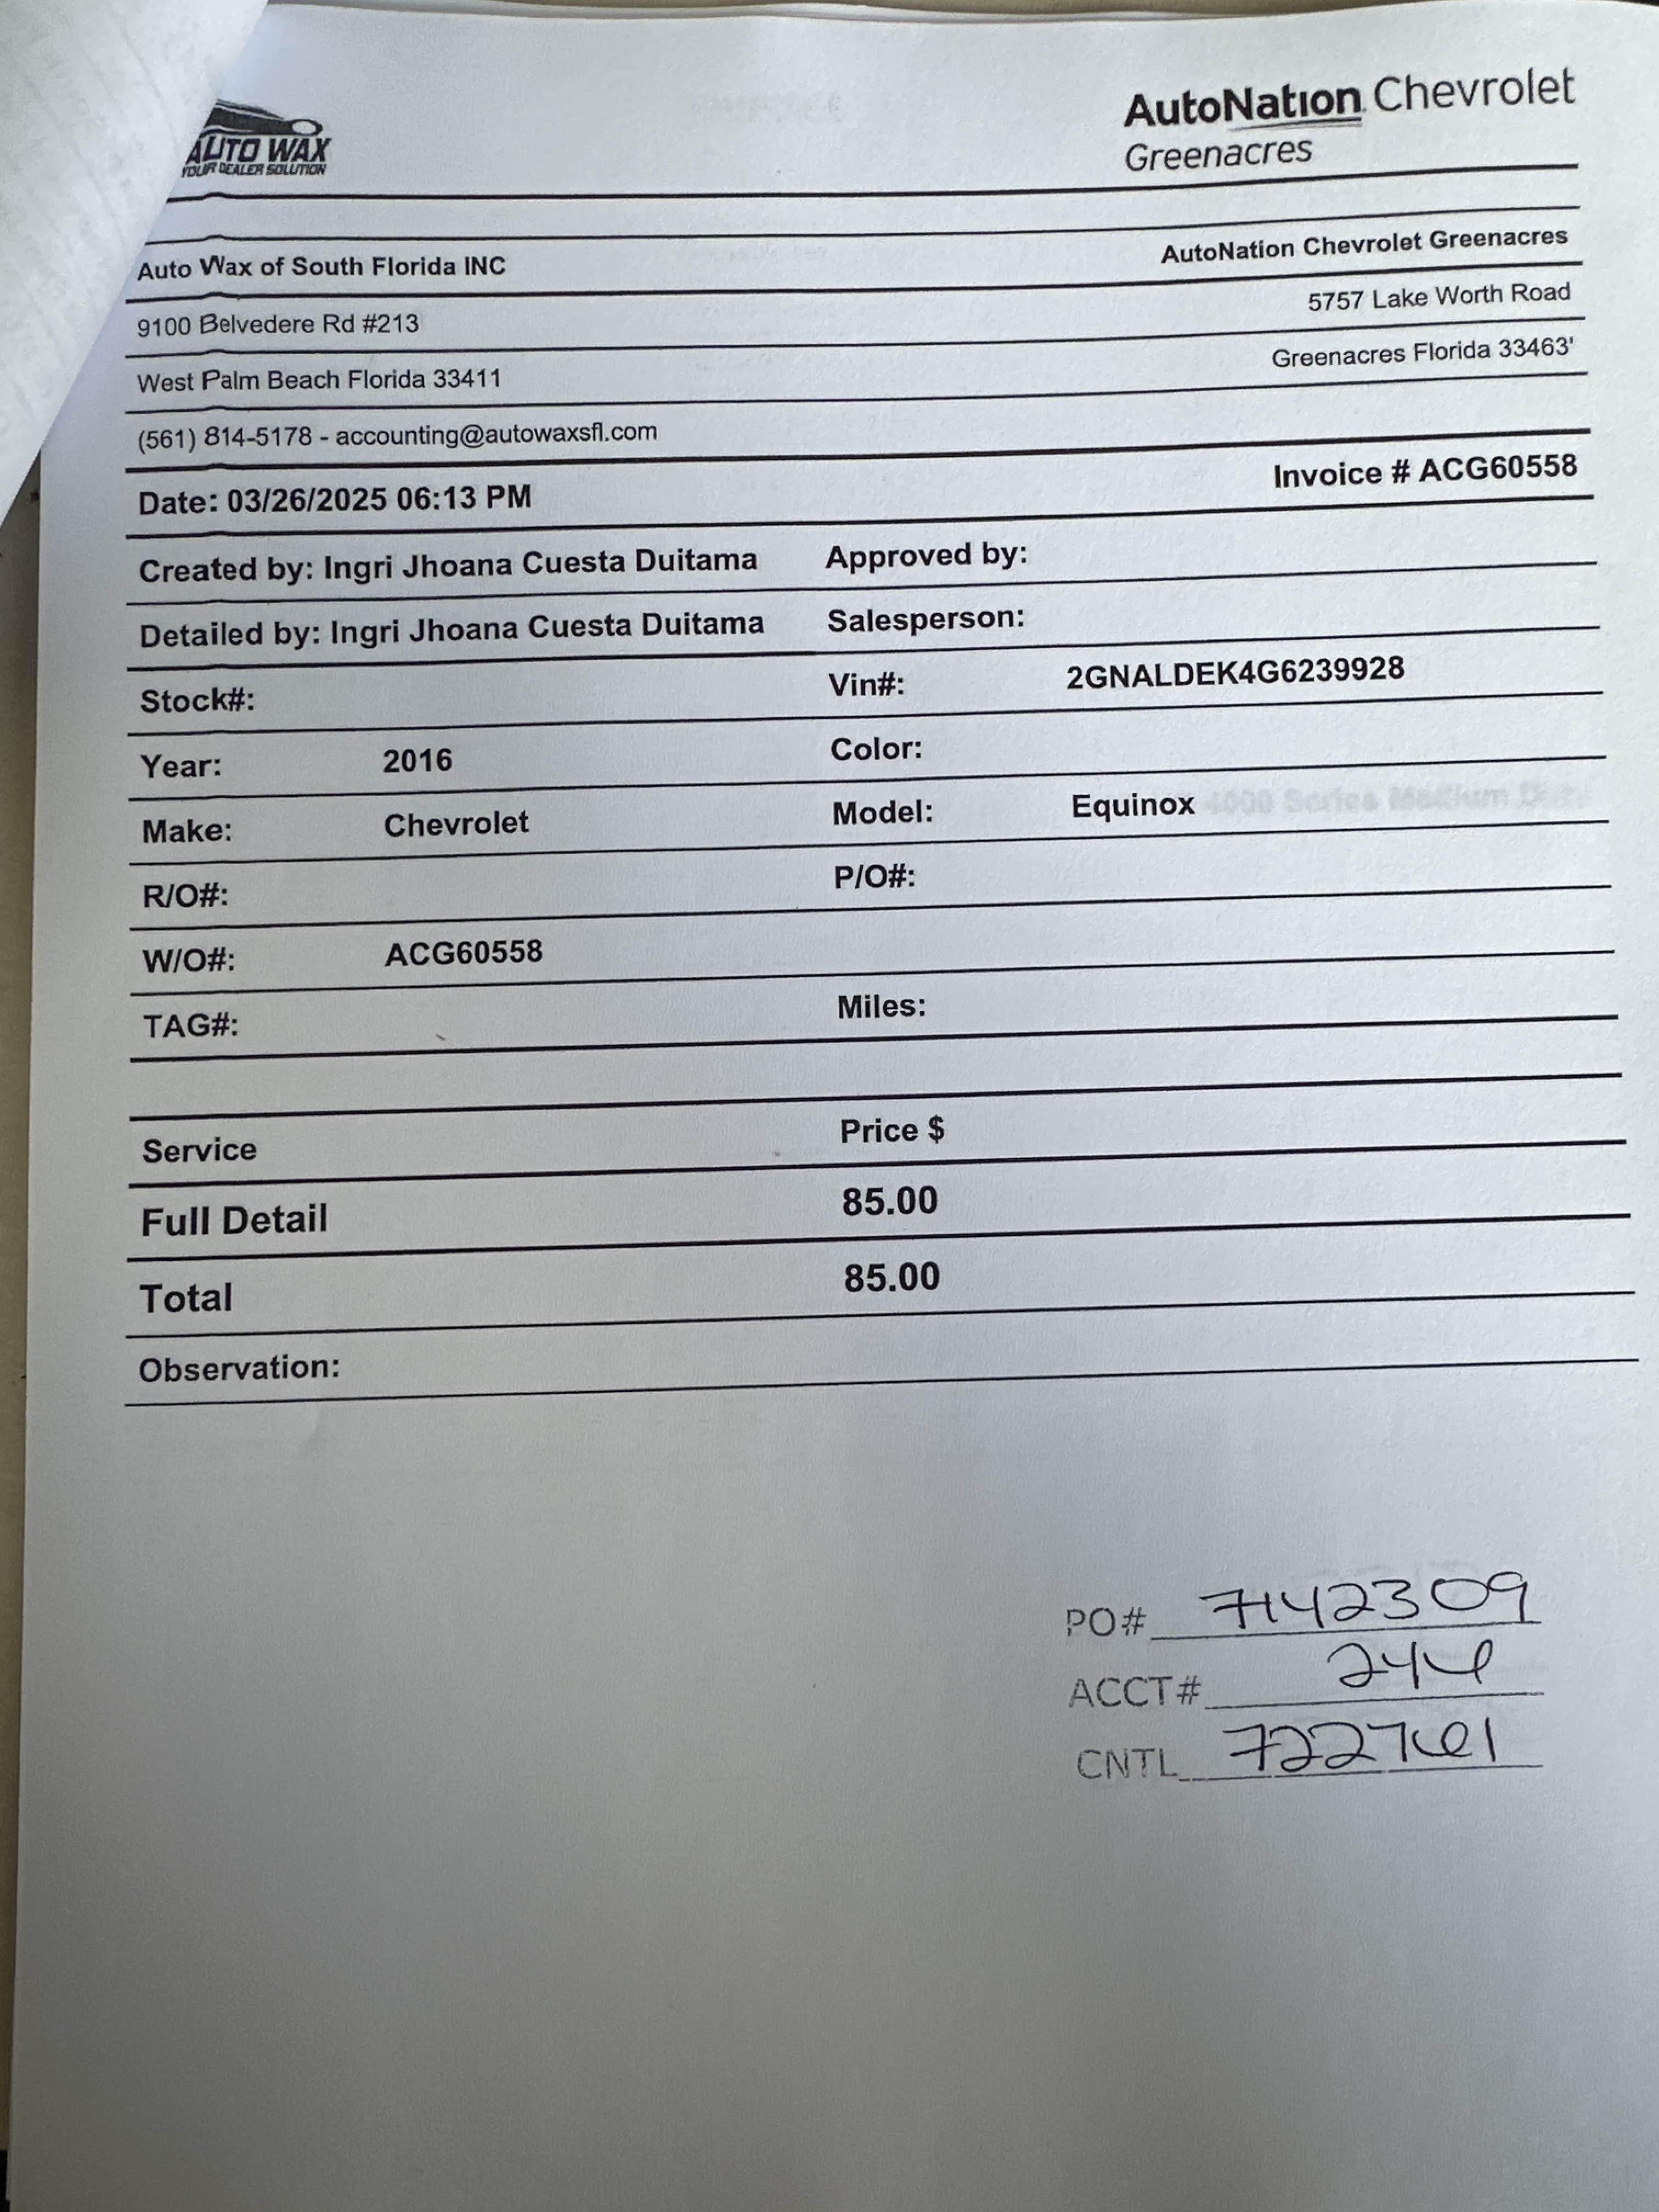 AUTO WAX
YOUR DEALER SOLUTION
AutoNation Chevrolet
Greenacres
Auto Wax of South Florida INC
AutoNation Chevrolet Greenacres
9100 Belvedere Rd #213
5757 Lake Worth Road
West Palm Beach Florida 33411
Greenacres Florida 33463'
(561) 814-5178 - accounting@autowaxsfl.com
Date: 03/26/2025 06:13 PM
Invoice # ACG60558
Created by: Ingri Jhoana Cuesta Duitama Approved by:
Detailed by: Ingri Jhoana Cuesta Duitama Salesperson:
Stock#: Vin#: 2GNALDEK4G6239928
Year: 2016 Color:
Make: Chevrolet Model: Equinox
R/O#: P/O#:
W/O#: ACG60558
TAG#: Miles:
Service Price $
Full Detail 85.00
Total 85.00
Observation:
PO# 7142309
ACCT#
CNTL